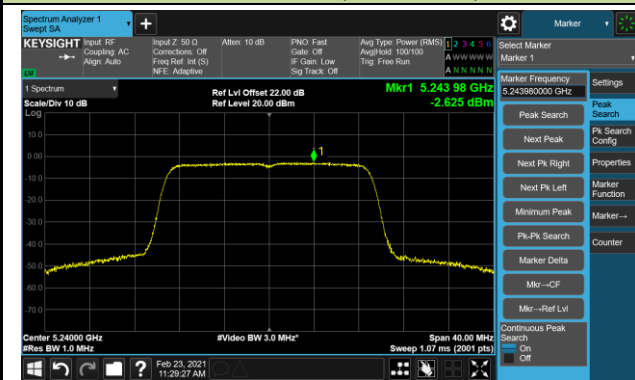 Spectrum Analyzer 1
Swept SA
+
Marker
KEYSIGHT
Input: RF
Coupling: AC
Align: Auto
Input Z: 50 Ω
Corrections: Off
Freq Ref: Int (S)
NFE: Adaptive
Atten: 10 dB
PNO: Fast
Gate: Off
IF Gain: Low
Sig Track: Off
Avg Type: Power (RMS)
Avg|Hold: 100/100
Trig: Free Run
1 2 3 4 5 6
A W W W W W
A N N N N N
Select Marker
Marker 1
1 Spectrum
Scale/Div 10 dB
Log
Ref Lvl Offset 22.00 dB
Ref Level 20.00 dBm
Mkr1 5.243 98 GHz
-2.625 dBm
10.0
0.00
-10.0
-20.0
-30.0
-40.0
-50.0
-60.0
-70.0
1
Center 5.24000 GHz
#Res BW 1.0 MHz
#Video BW 3.0 MHz*
Span 40.00 MHz
Sweep 1.07 ms (2001 pts)
Marker Frequency
5.243980000 GHz
Peak Search
Next Peak
Next Pk Right
Next Pk Left
Minimum Peak
Pk-Pk Search
Marker Delta
Mkr→CF
Mkr→Ref Lvl
Continuous Peak
Search
On
Off
Settings
Peak
Search
Pk Search
Config
Properties
Marker
Function
Marker→
Counter
?
Feb 23, 2021
11:29:27 AM